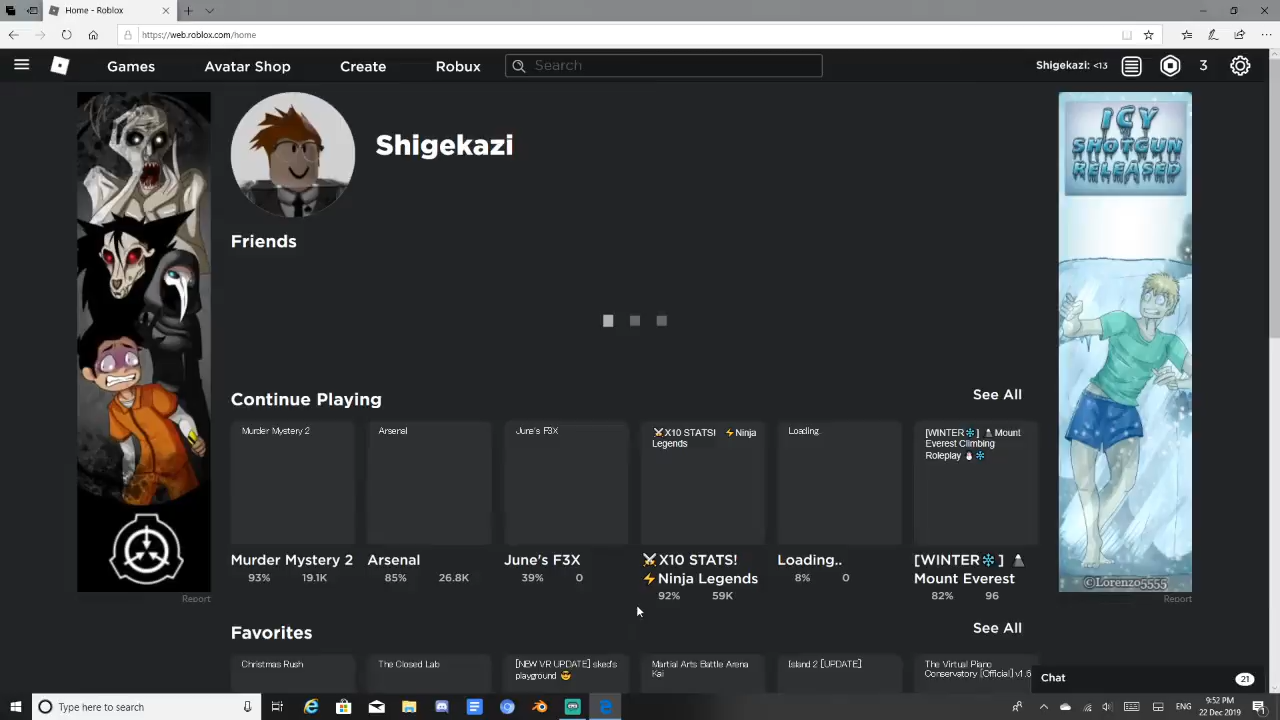 Home - Roblox
https://web.roblox.com/home
Games
Avatar Shop
Create
Robux
Search
Shigekazi: <13
3
ICY
SHOTGUN
RELEASED
Shigekazi
Friends
Continue Playing
See All
Murder Mystery 2
Arsenal
June's F3X
⚔️X10 STATS! ⚡Ninja
Legends
Loading..
[WINTER❄️] 🏔️Mount
Everest Climbing
Roleplay ⛄❄️
Murder Mystery 2
93% 19.1K
Arsenal
85% 26.8K
June's F3X
39% 0
⚔️X10 STATS!
⚡Ninja Legends
92% 59K
Loading..
8% 0
[WINTER❄️] 🏔️
Mount Everest
82% 96
©Lorenzo5555
Report
Report
Favorites
See All
Christmas Rush
The Closed Lab
[NEW VR UPDATE] sked's
playground 😎
Martial Arts Battle Arena
Kai
Island 2 [UPDATE]
The Virtual Piano
Conservatory [Official] v1.6
Chat
21
Type here to search
ENG
9:52 PM
22 Dec 2019
1